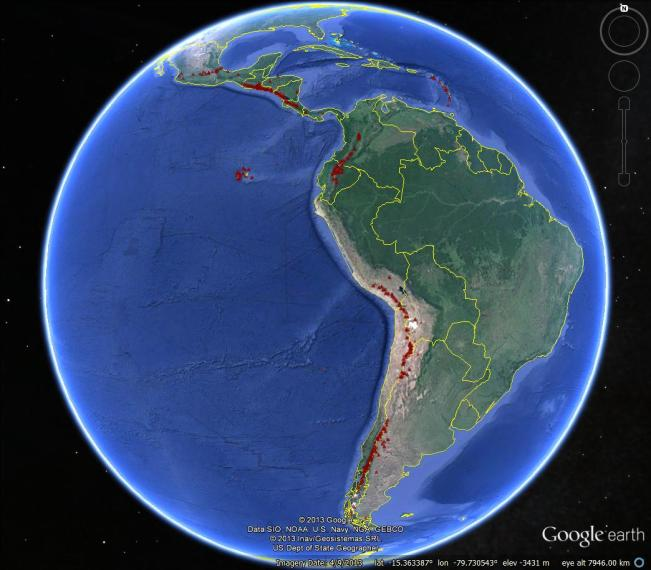 N
© 2013 Google
Data SIO, NOAA, U.S. Navy, NGA, GEBCO
© 2013 Inav/Geosistemas SRL
US Dept of State Geographer
Google earth
Imagery Date: 4/9/2013 lat -15.363387° lon -79.730543° elev -3431 m eye alt 7946.00 km